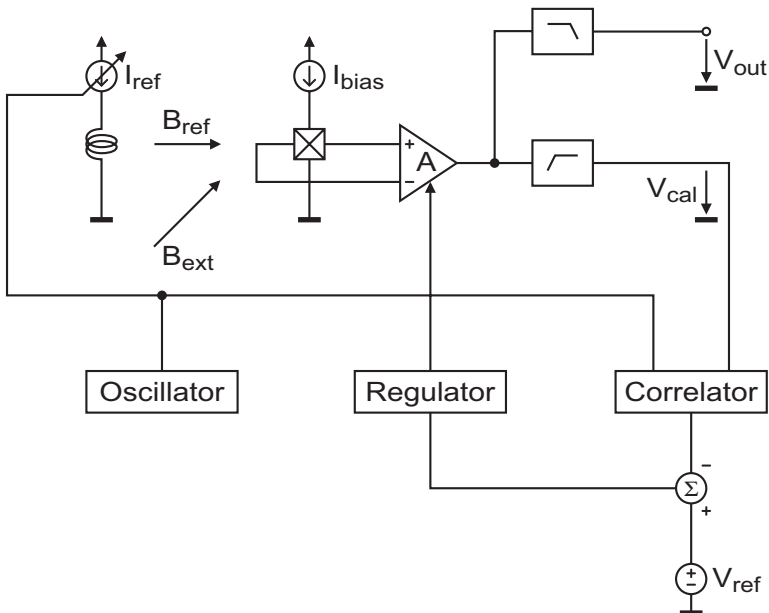 I_ref
I_bias
V_out
B_ref
+
A
−
V_cal
B_ext
Oscillator
Regulator
Correlator
−
Σ
+
+
−
V_ref